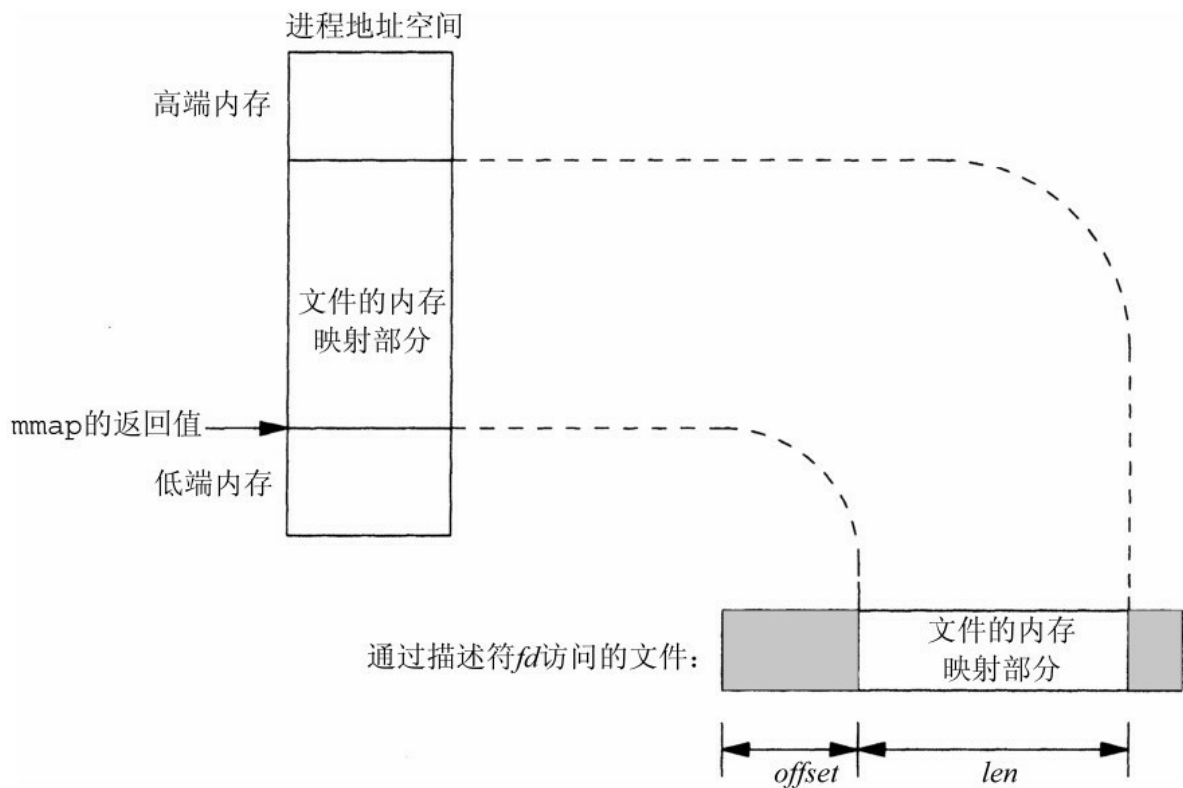 进程地址空间
高端内存
文件的内存
映射部分
mmap的返回值
低端内存
通过描述符fd访问的文件：
文件的内存
映射部分
offset
len